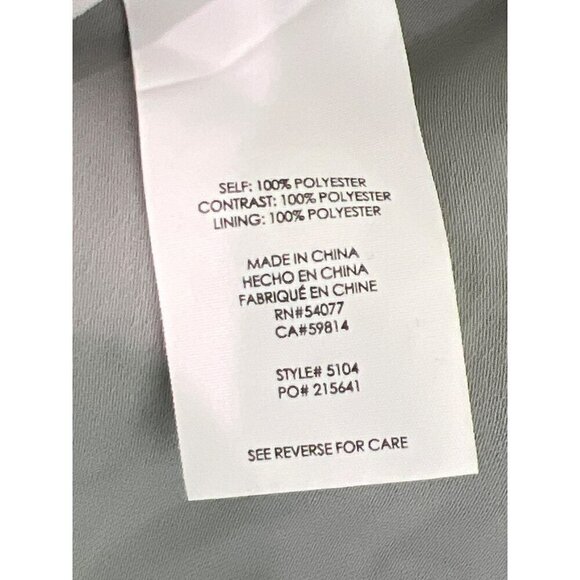 SELF: 100% POLYESTER
CONTRAST: 100% POLYESTER
LINING: 100% POLYESTER
MADE IN CHINA
HECHO EN CHINA
FABRIQUÉ EN CHINE
RN#54077
CA#59814
STYLE# 5104
PO# 215641
SEE REVERSE FOR CARE